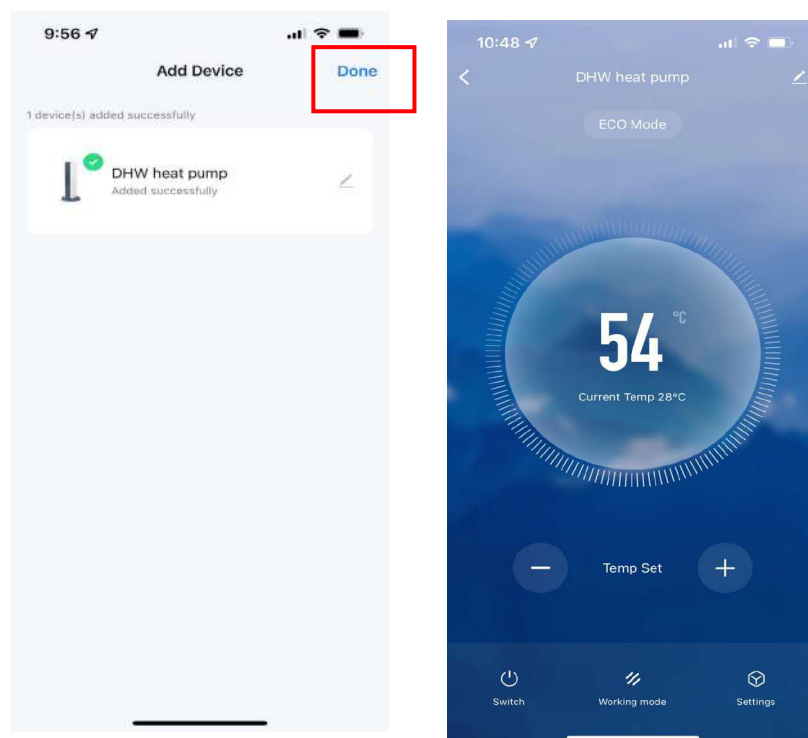 9:56
Add Device
Done
1 device(s) added successfully
DHW heat pump
Added successfully
10:48
DHW heat pump
ECO Mode
54 °C
Current Temp 28°C
Temp Set
Switch
Working mode
Settings